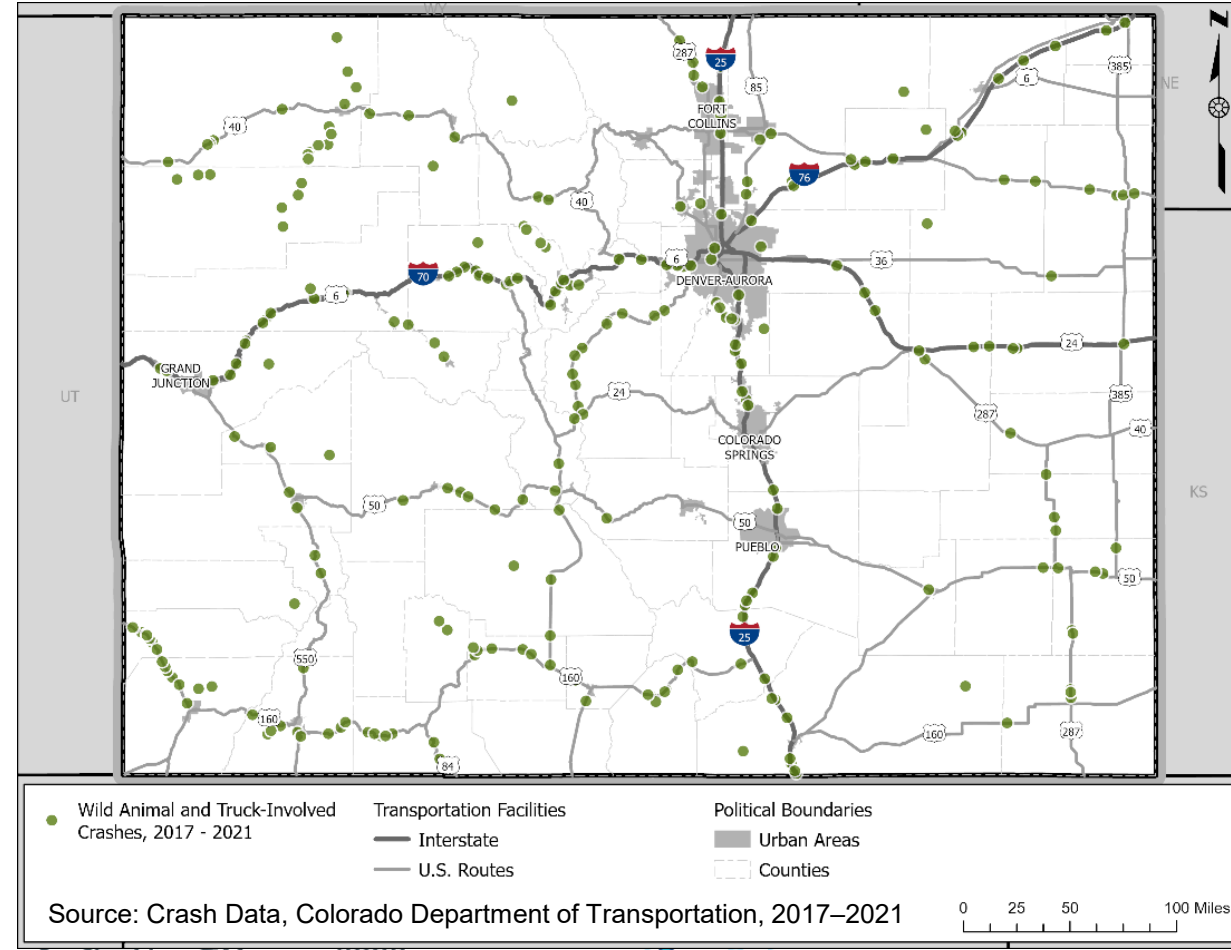 WY
287
25
85
6
385
NE
FORT
COLLINS
40
76
40
6
36
70
DENVER-AURORA
6
24
GRAND
JUNCTION
385
UT
24
287
40
COLORADO
SPRINGS
KS
50
50
PUEBLO
50
25
550
160
160
160
287
84
Wild Animal and Truck-Involved
Crashes, 2017 - 2021
Transportation Facilities
Interstate
U.S. Routes
Political Boundaries
Urban Areas
Counties
Source: Crash Data, Colorado Department of Transportation, 2017–2021
0 25 50 100 Miles